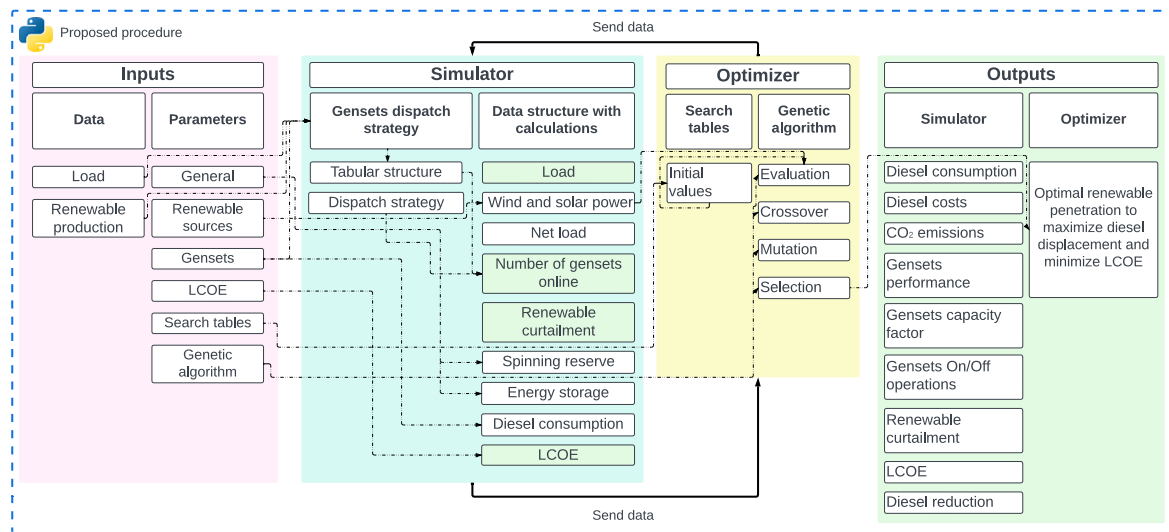 Proposed procedure
Send data
Inputs
Data
Parameters
Load
Renewable
production
General
Renewable
sources
Gensets
LCOE
Search tables
Genetic
algorithm
Simulator
Gensets dispatch
strategy
Data structure with
calculations
Tabular structure
Dispatch strategy
Load
Wind and solar power
Net load
Number of gensets
online
Renewable
curtailment
Spinning reserve
Energy storage
Diesel consumption
LCOE
Optimizer
Search
tables
Genetic
algorithm
Initial
values
Evaluation
Crossover
Mutation
Selection
Outputs
Simulator
Optimizer
Diesel consumption
Diesel costs
CO₂ emissions
Gensets
performance
Gensets capacity
factor
Gensets On/Off
operations
Renewable
curtailment
LCOE
Diesel reduction
Optimal renewable
penetration to
maximize diesel
displacement and
minimize LCOE
Send data